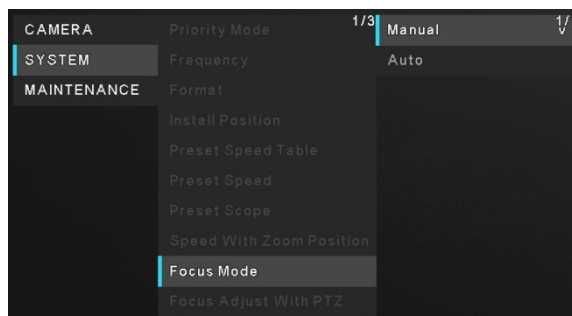 CAMERA
SYSTEM
MAINTENANCE
Priority Mode 1/3
Frequency
Format
Install Position
Preset Speed Table
Preset Speed
Preset Scope
Speed With Zoom Position
Focus Mode
Focus Adjust With PTZ
Manual
Auto